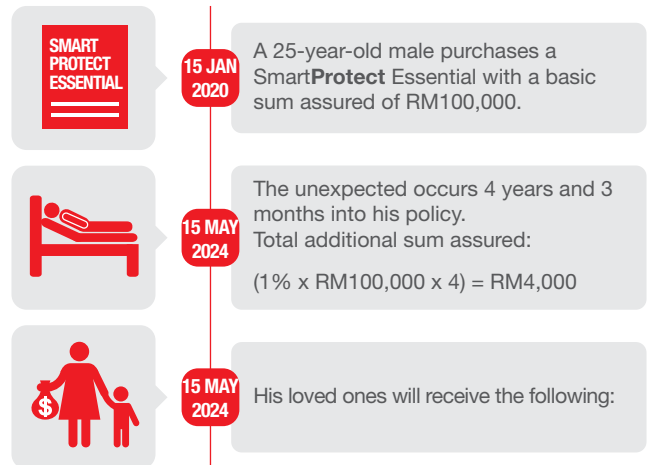 SMART
PROTECT
ESSENTIAL
15 JAN
2020
A 25-year-old male purchases a
SmartProtect Essential with a basic
sum assured of RM100,000.
15 MAY
2024
The unexpected occurs 4 years and 3
months into his policy.
Total additional sum assured:
(1% x RM100,000 x 4) = RM4,000
$
15 MAY
2024
His loved ones will receive the following: